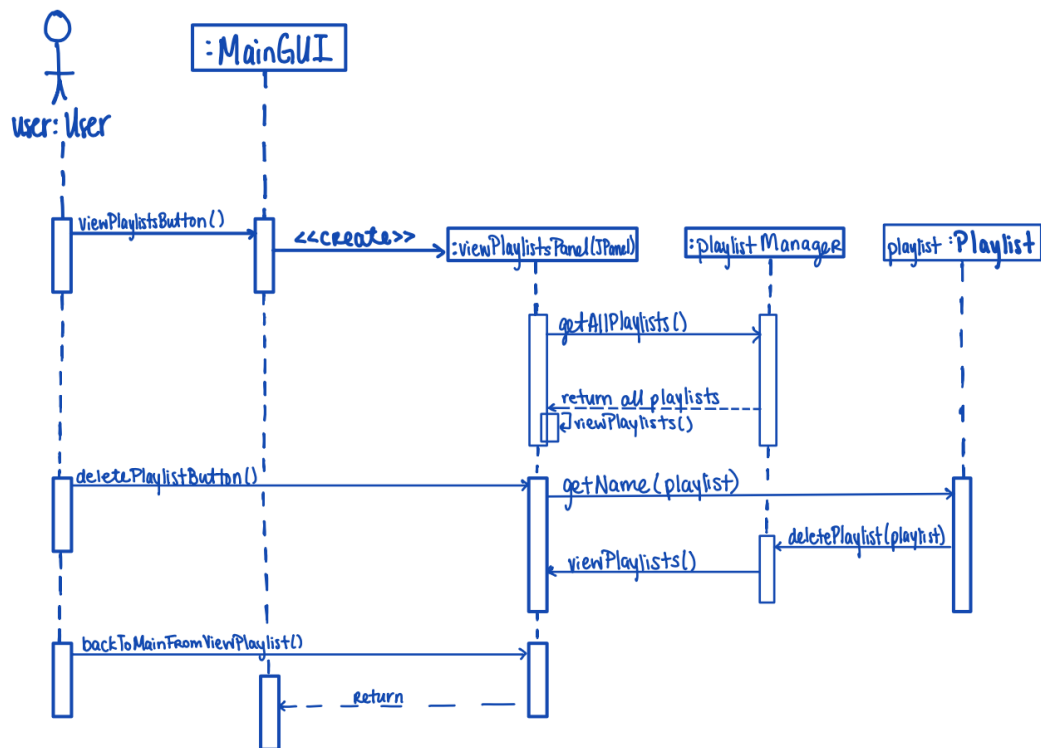 :MainGUI
user:User
viewPlaylistsButton()
<<create>>
:viewPlaylistsPanel(JPanel)
:playlistManager
playlist:Playlist
getAllPlaylists()
return all playlists
viewPlaylists()
deletePlaylistButton()
getName(playlist)
deletePlaylist(playlist)
viewPlaylists()
backToMainFromViewPlaylist()
return